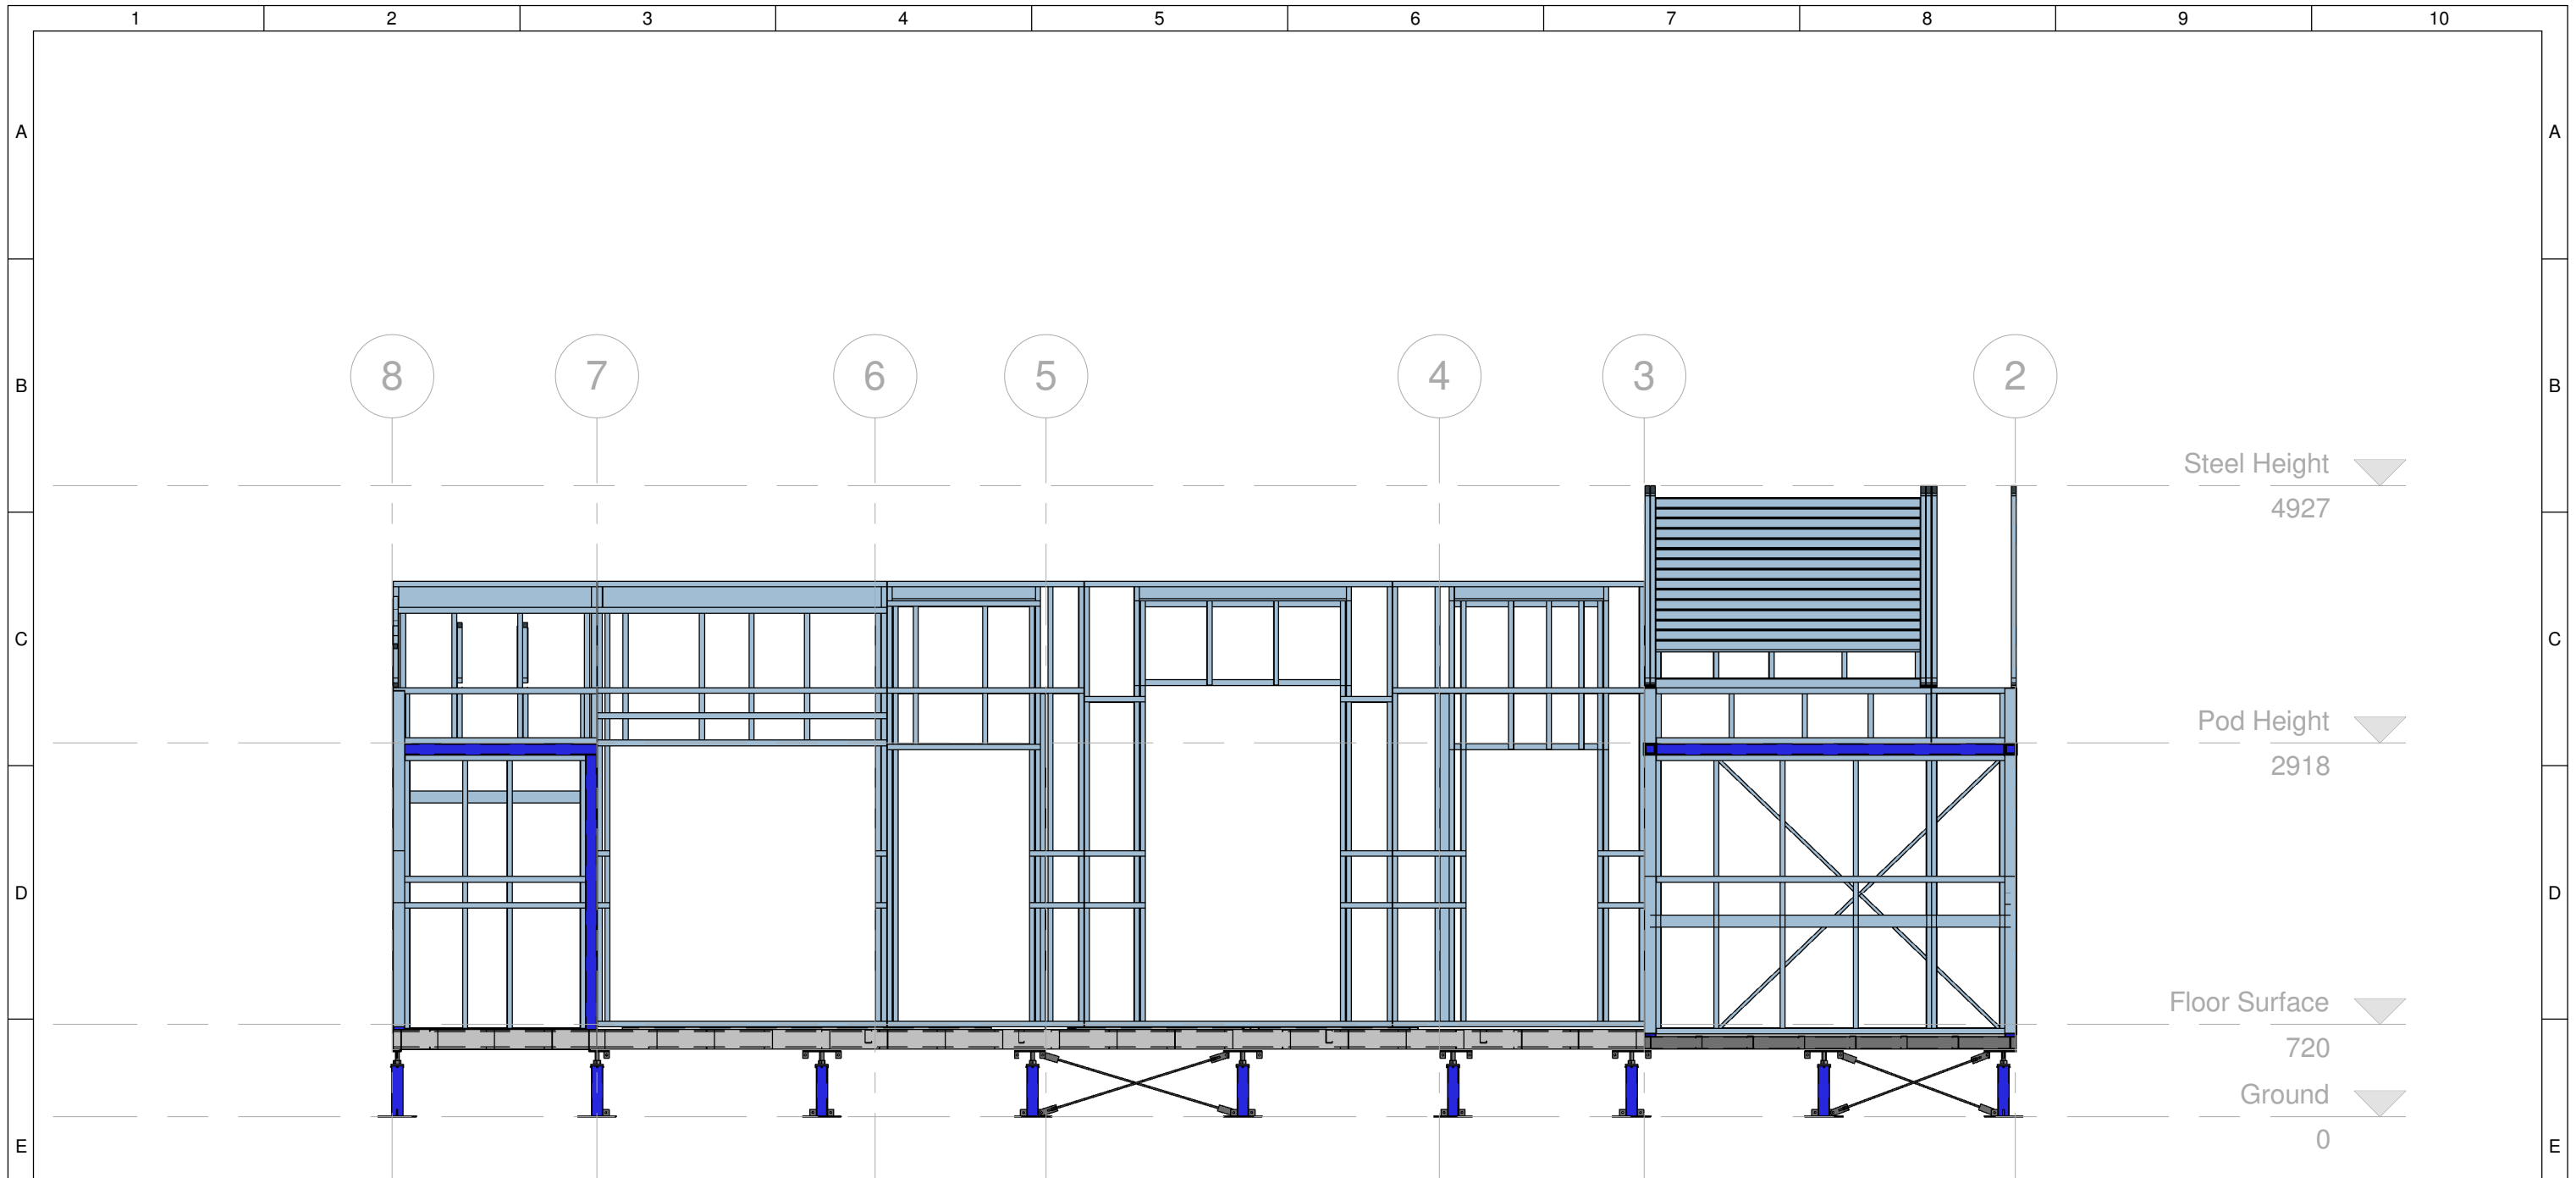 1 2 3 4 5 6 7 8 9 10
A A
B B
8 7 6 5 4 3 2
Steel Height
4927
C C
Pod Height
2918
D D
Floor Surface
720
Ground
0
E E